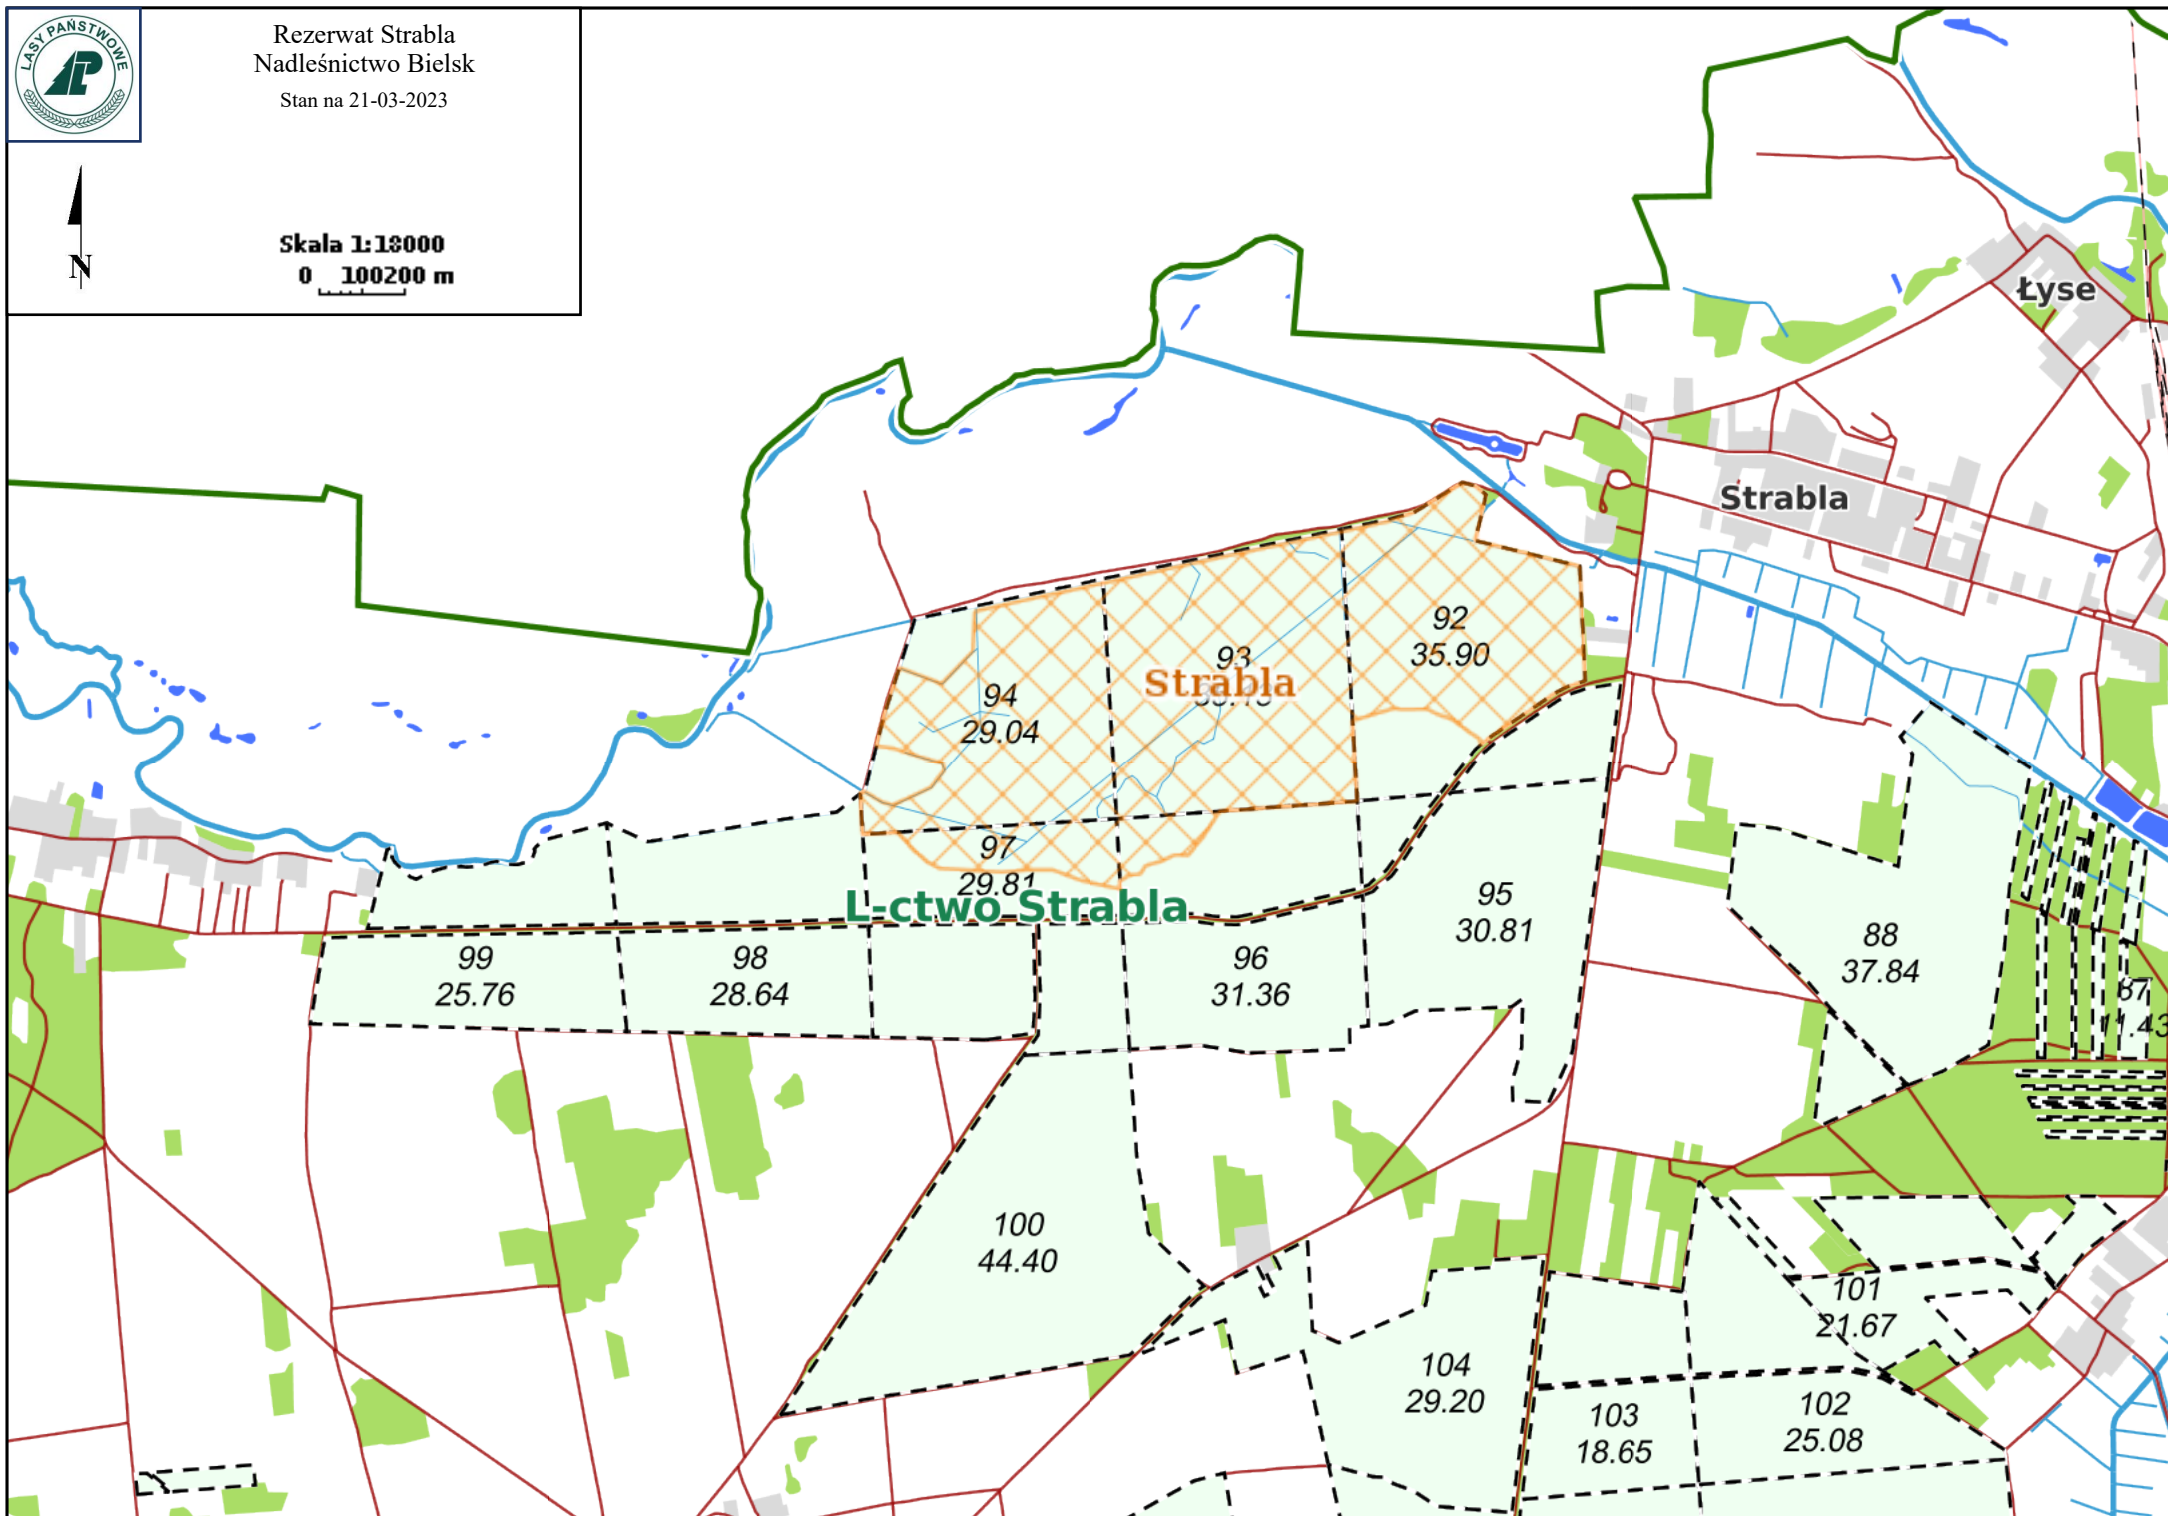 LASY PAŃSTWOWE
Rezerwat Strabla
Nadleśnictwo Bielsk
Stan na 21-03-2023
N
Skala 1:18000
0 100200 m
Łyse
Strabla
92
35.90
93
Strabla
94
29.04
97
29.81
L-ctwo Strabla
95
30.81
99
25.76
98
28.64
96
31.36
88
37.84
87
11.43
100
44.40
101
21.67
104
29.20
103
18.65
102
25.08